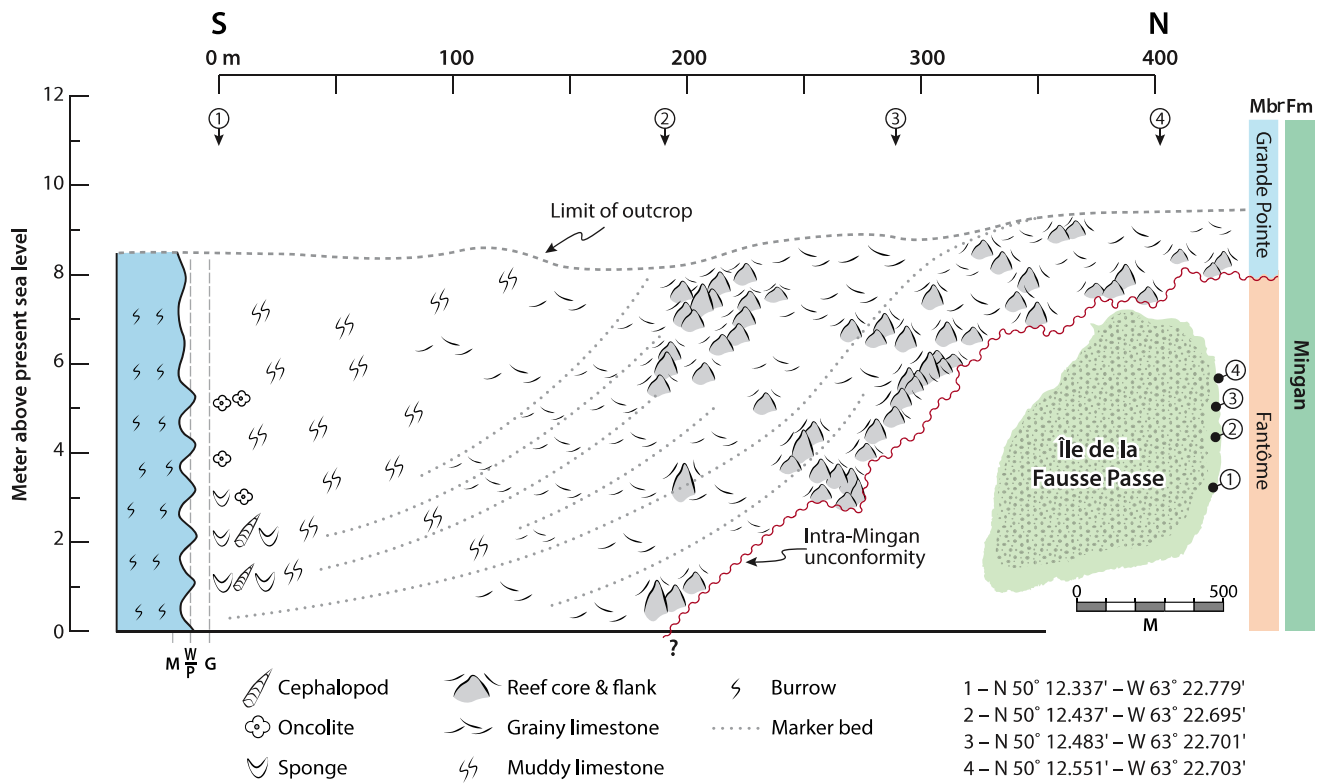 S
N
0 m 100 200 300 400
12
10
8
6
4
2
0
Meter above present sea level
1
2
3
4
Mbr Fm
Limit of outcrop
Grande Pointe
Fantôme
Mingan
Intra-Mingan
unconformity
Île de la
Fausse Passe
4
3
2
1
0 500
M
M W/P G
?
Cephalopod
Oncolite
Sponge
Reef core & flank
Grainy limestone
Muddy limestone
Burrow
Marker bed
1 – N 50° 12.337' – W 63° 22.779'
2 – N 50° 12.437' – W 63° 22.695'
3 – N 50° 12.483' – W 63° 22.701'
4 – N 50° 12.551' – W 63° 22.703'